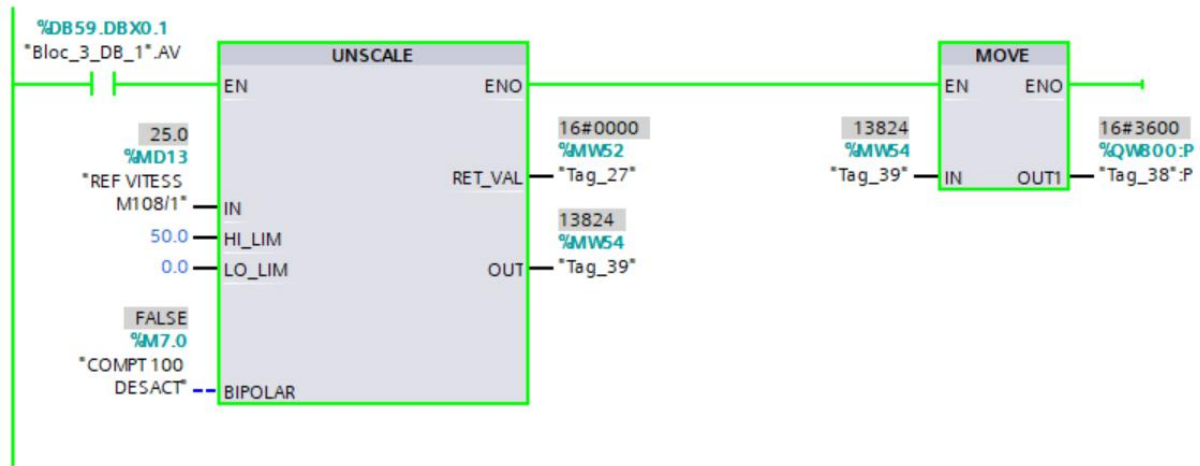 %DB59.DBX0.1
"Bloc_3_DB_1".AV
UNSCALE
MOVE
EN
ENO
EN
ENO
25.0
%MD13
"REF VITESS
M108/1"
IN
50.0
HI_LIM
0.0
LO_LIM
16#0000
%MW52
RET_VAL
"Tag_27"
13824
%MW54
OUT
"Tag_39"
13824
%MW54
"Tag_39"
IN
OUT1
16#3600
%QW800:P
"Tag_38":P
FALSE
%M7.0
"COMPT 100
DESACT"
BIPOLAR